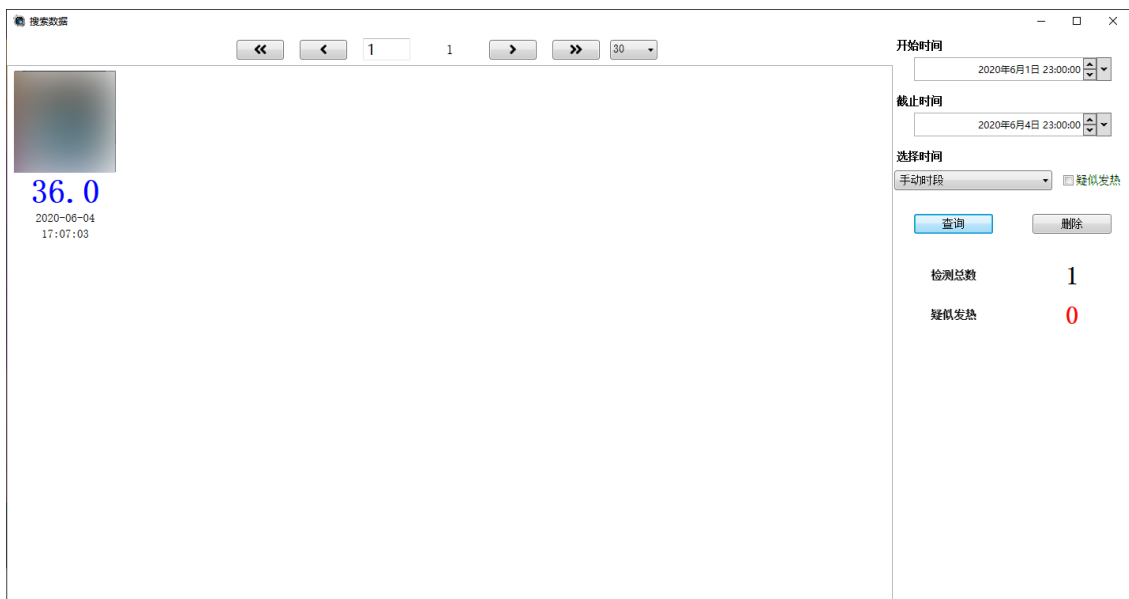 搜索数据
1 1 30
36.0
2020-06-04
17:07:03
开始时间
2020年6月1日 23:00:00
截止时间
2020年6月4日 23:00:00
选择时间
手动时段 疑似发热
查询 删除
检测总数 1
疑似发热 0